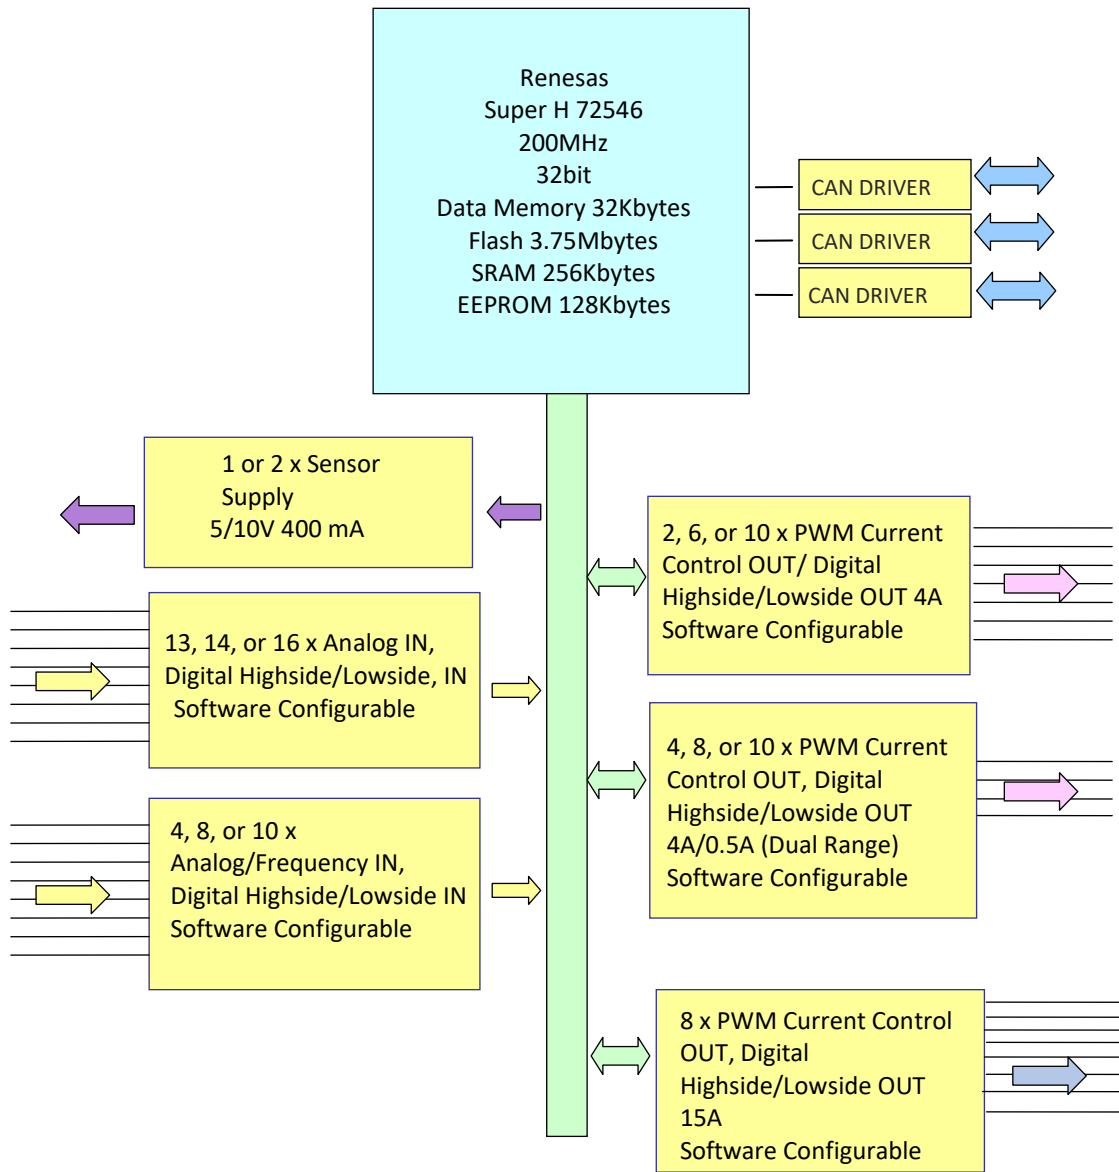 Renesas
Super H 72546
200MHz
32bit
Data Memory 32Kbytes
Flash 3.75Mbytes
SRAM 256Kbytes
EEPROM 128Kbytes
CAN DRIVER
CAN DRIVER
CAN DRIVER
1 or 2 x Sensor
Supply
5/10V 400 mA
13, 14, or 16 x Analog IN,
Digital Highside/Lowside, IN
Software Configurable
4, 8, or 10 x
Analog/Frequency IN,
Digital Highside/Lowside IN
Software Configurable
2, 6, or 10 x PWM Current
Control OUT/ Digital
Highside/Lowside OUT 4A
Software Configurable
4, 8, or 10 x PWM Current
Control OUT, Digital
Highside/Lowside OUT
4A/0.5A (Dual Range)
Software Configurable
8 x PWM Current Control
OUT, Digital
Highside/Lowside OUT
15A
Software Configurable